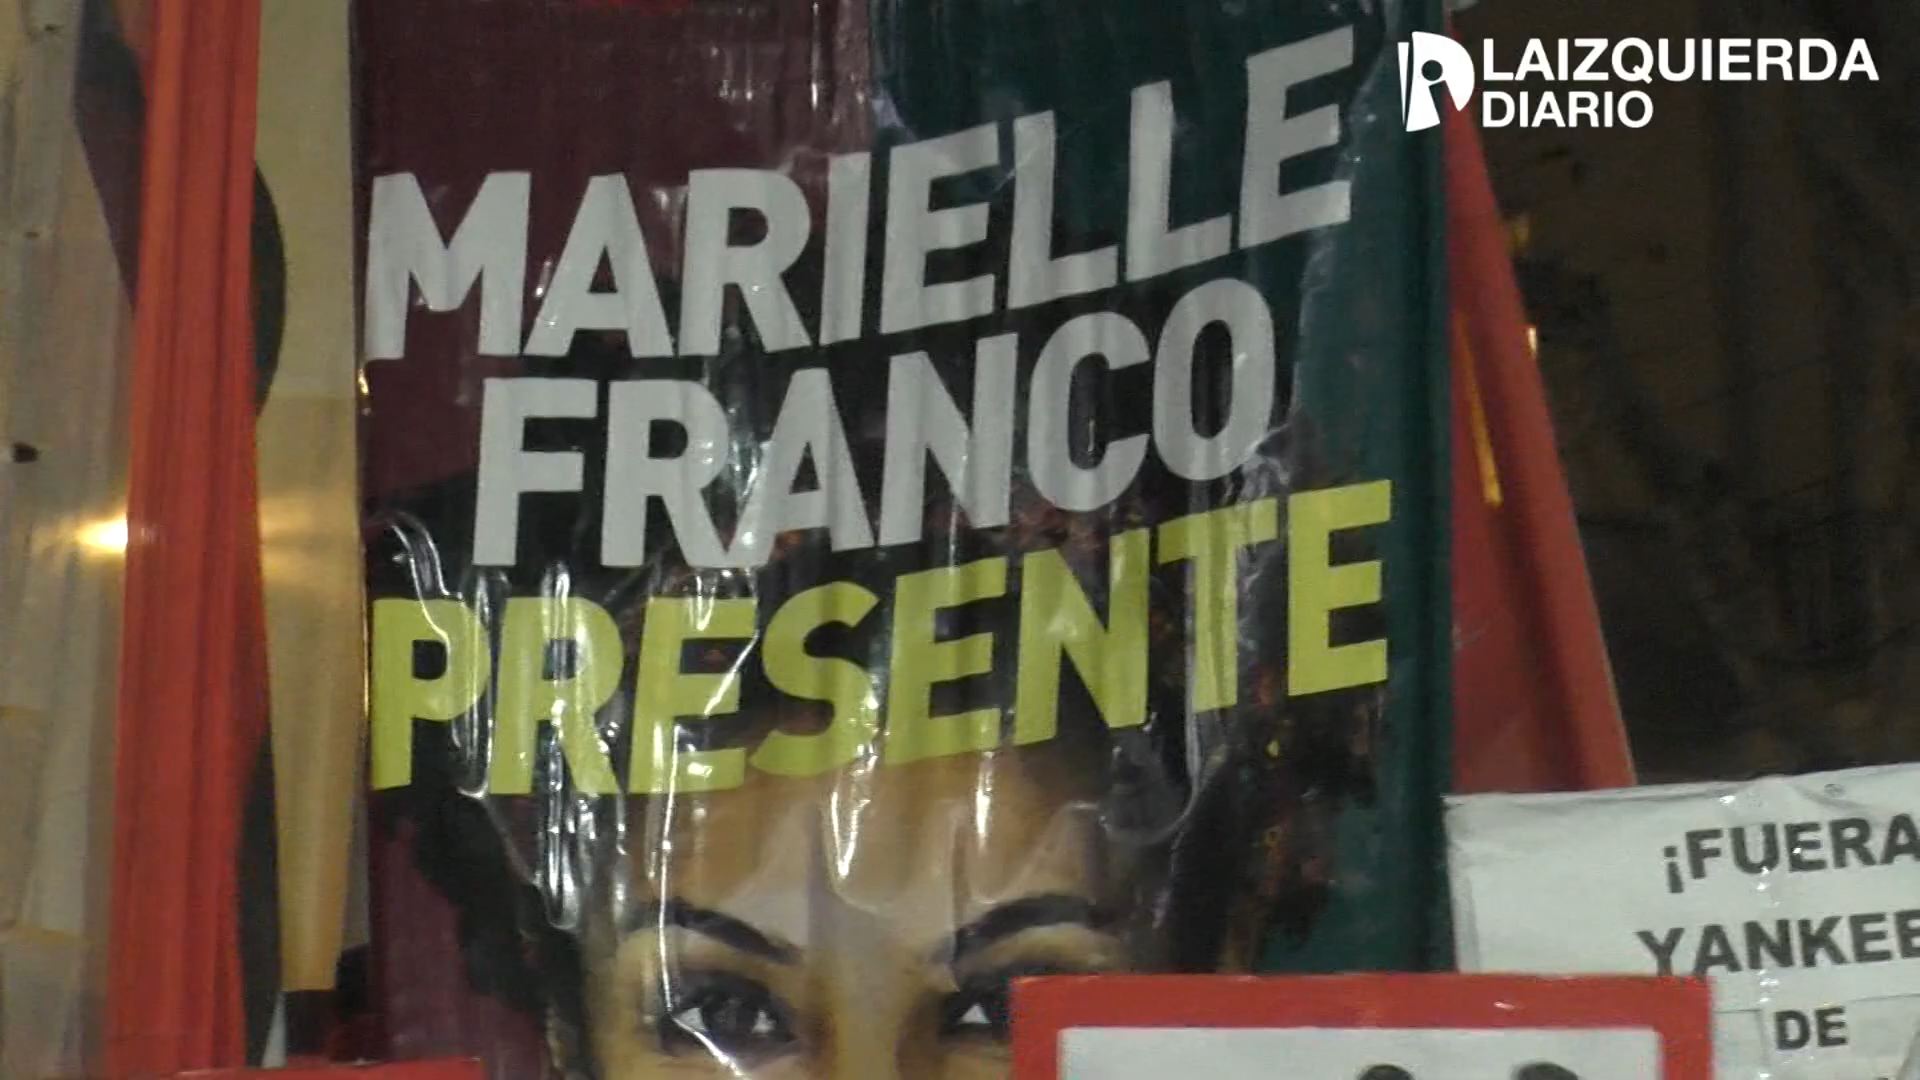 LAIZQUIERDA
DIARIO
MARIELLE
FRANCO
PRESENTE
¡FUERA
YANKEE
DE